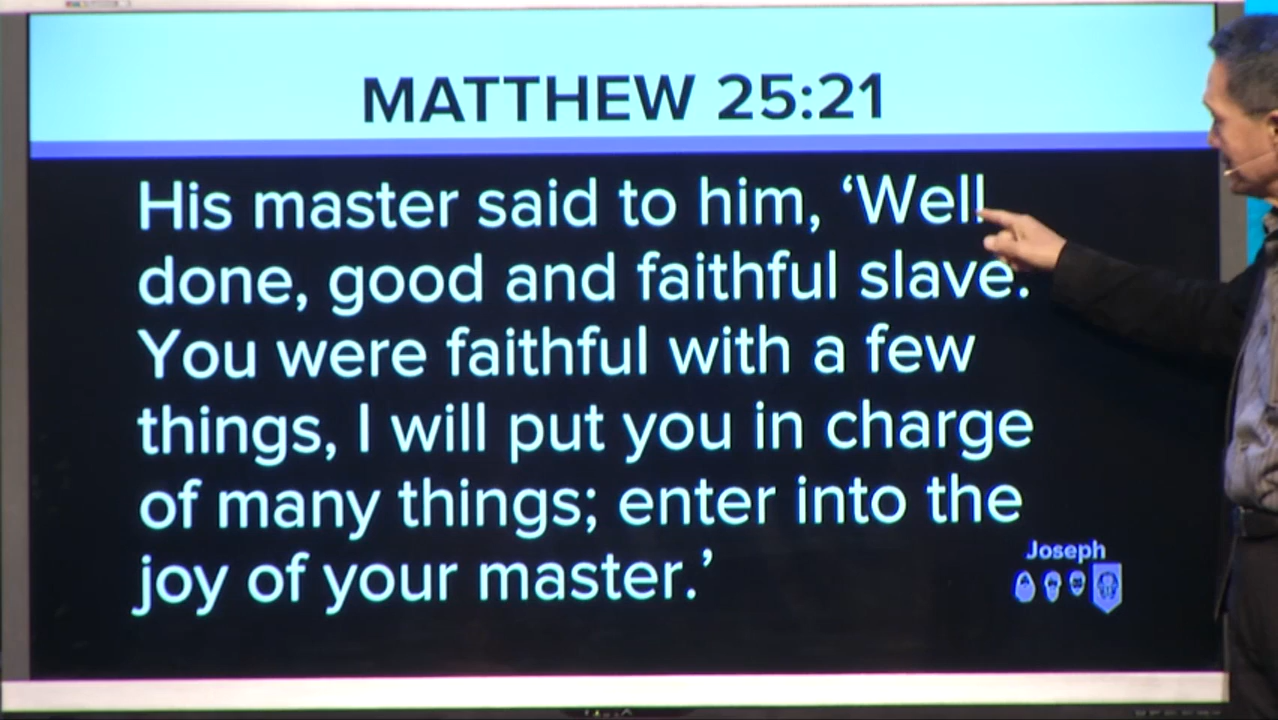 MATTHEW 25:21
His master said to him, ‘Well
done, good and faithful slave.
You were faithful with a few
things, I will put you in charge
of many things; enter into the
joy of your master.’
Joseph